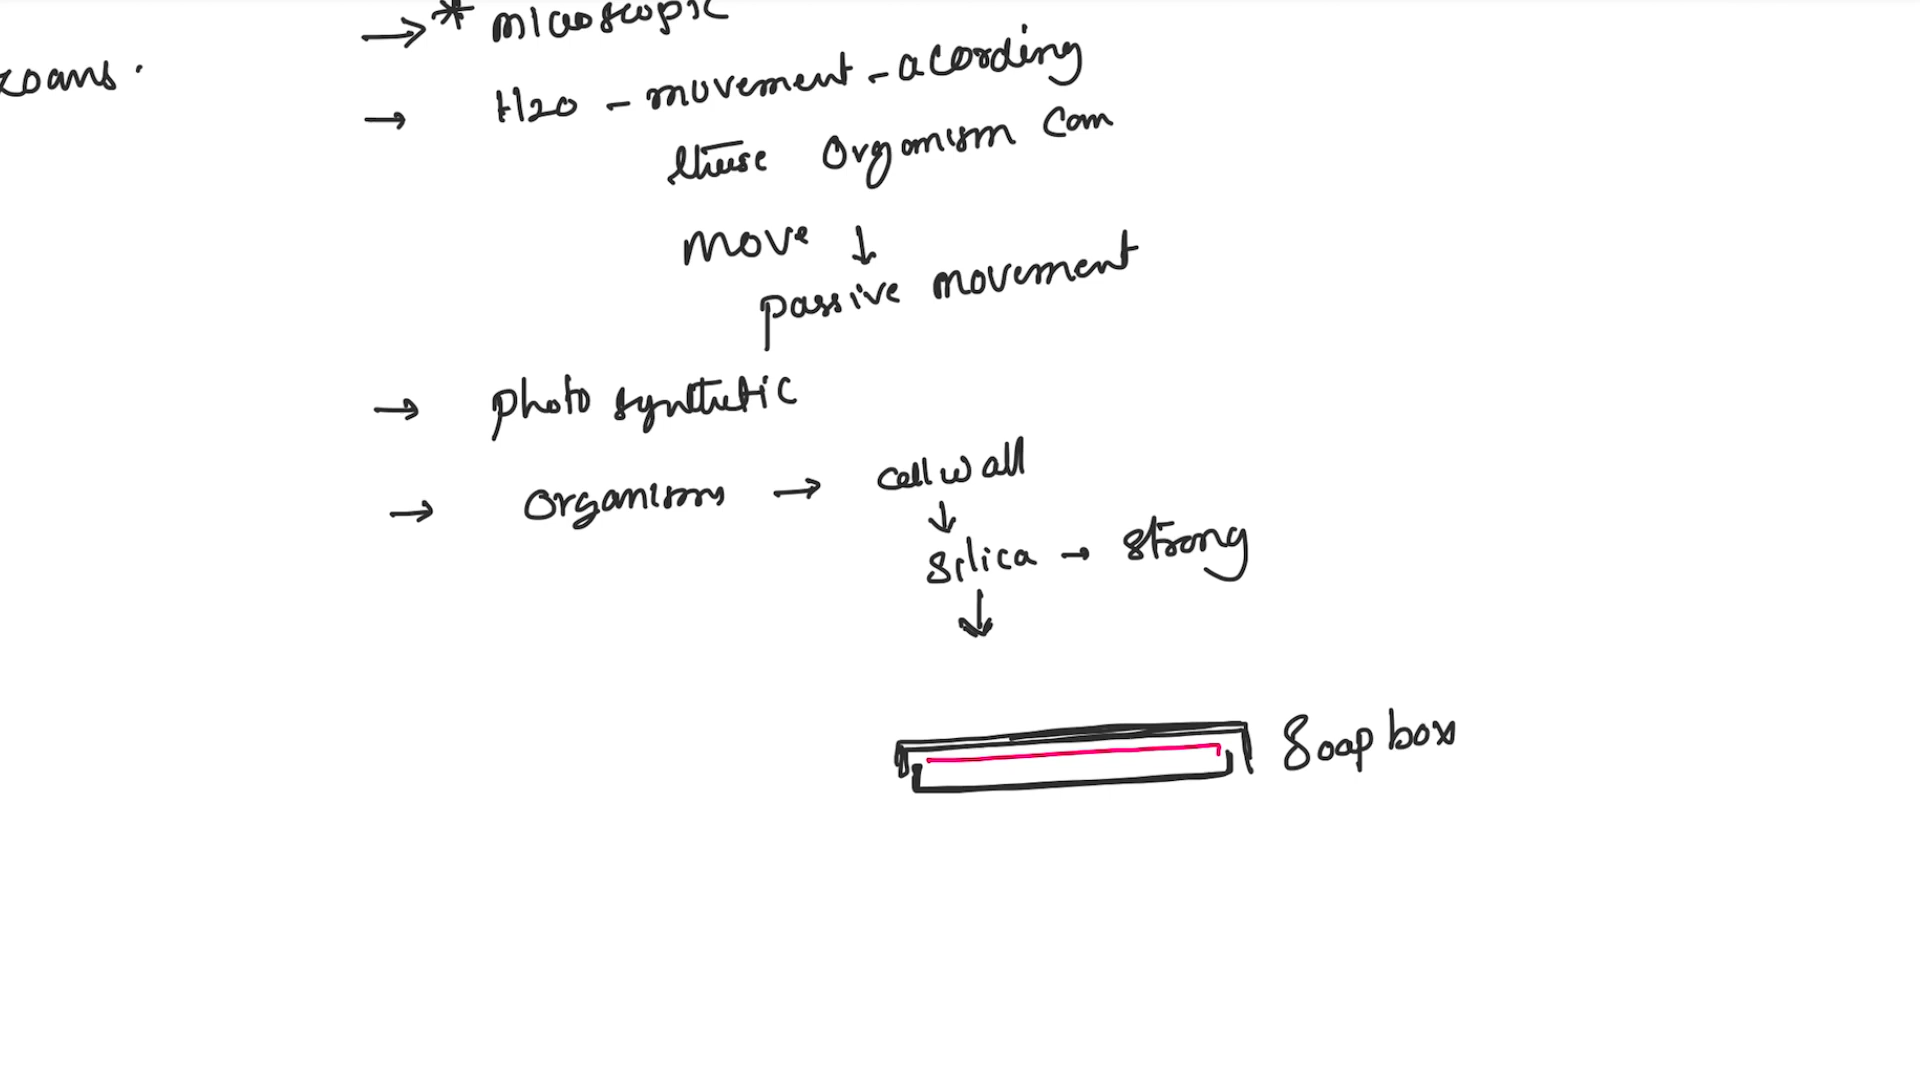 →* microscopic
zoans.
→ H2O - movement - acording
these Organism Can
move ↓
passive movement
→ photo synthetic
→ Organisms → cell wall
↓
Silica → strong
↓
Soap box